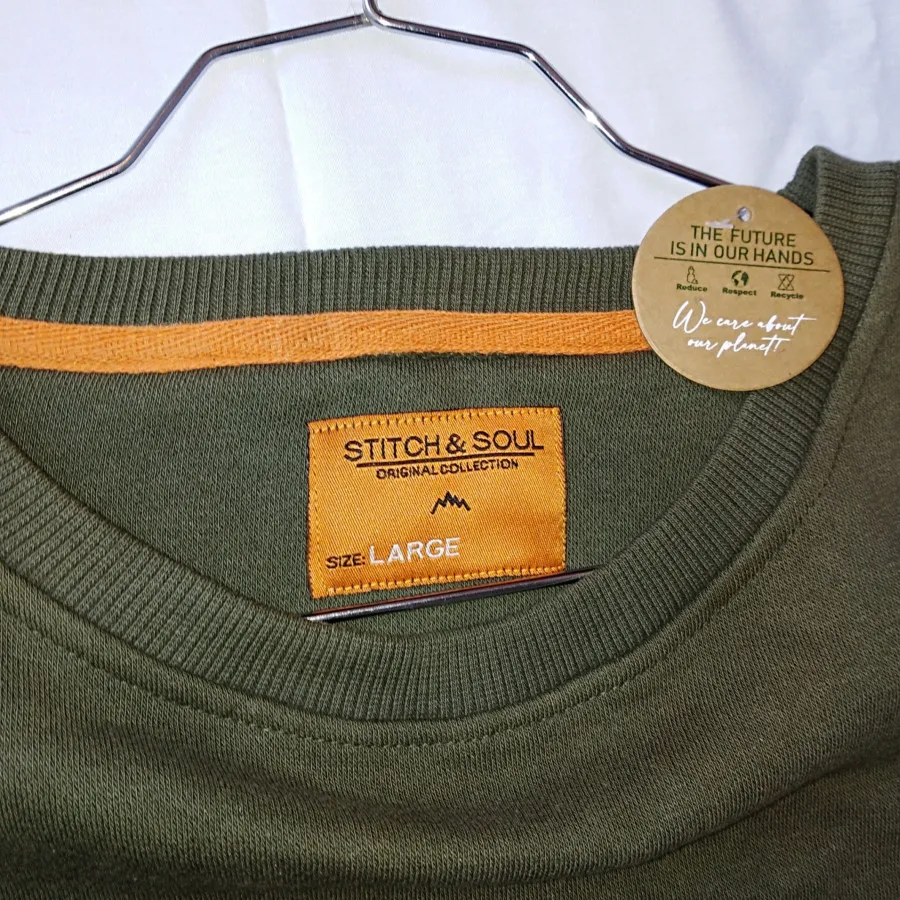 THE FUTURE
IS IN OUR HANDS
Reduce Respect Recycle
We care about
our planet!
STITCH & SOUL
ORIGINAL COLLECTION
SIZE: LARGE